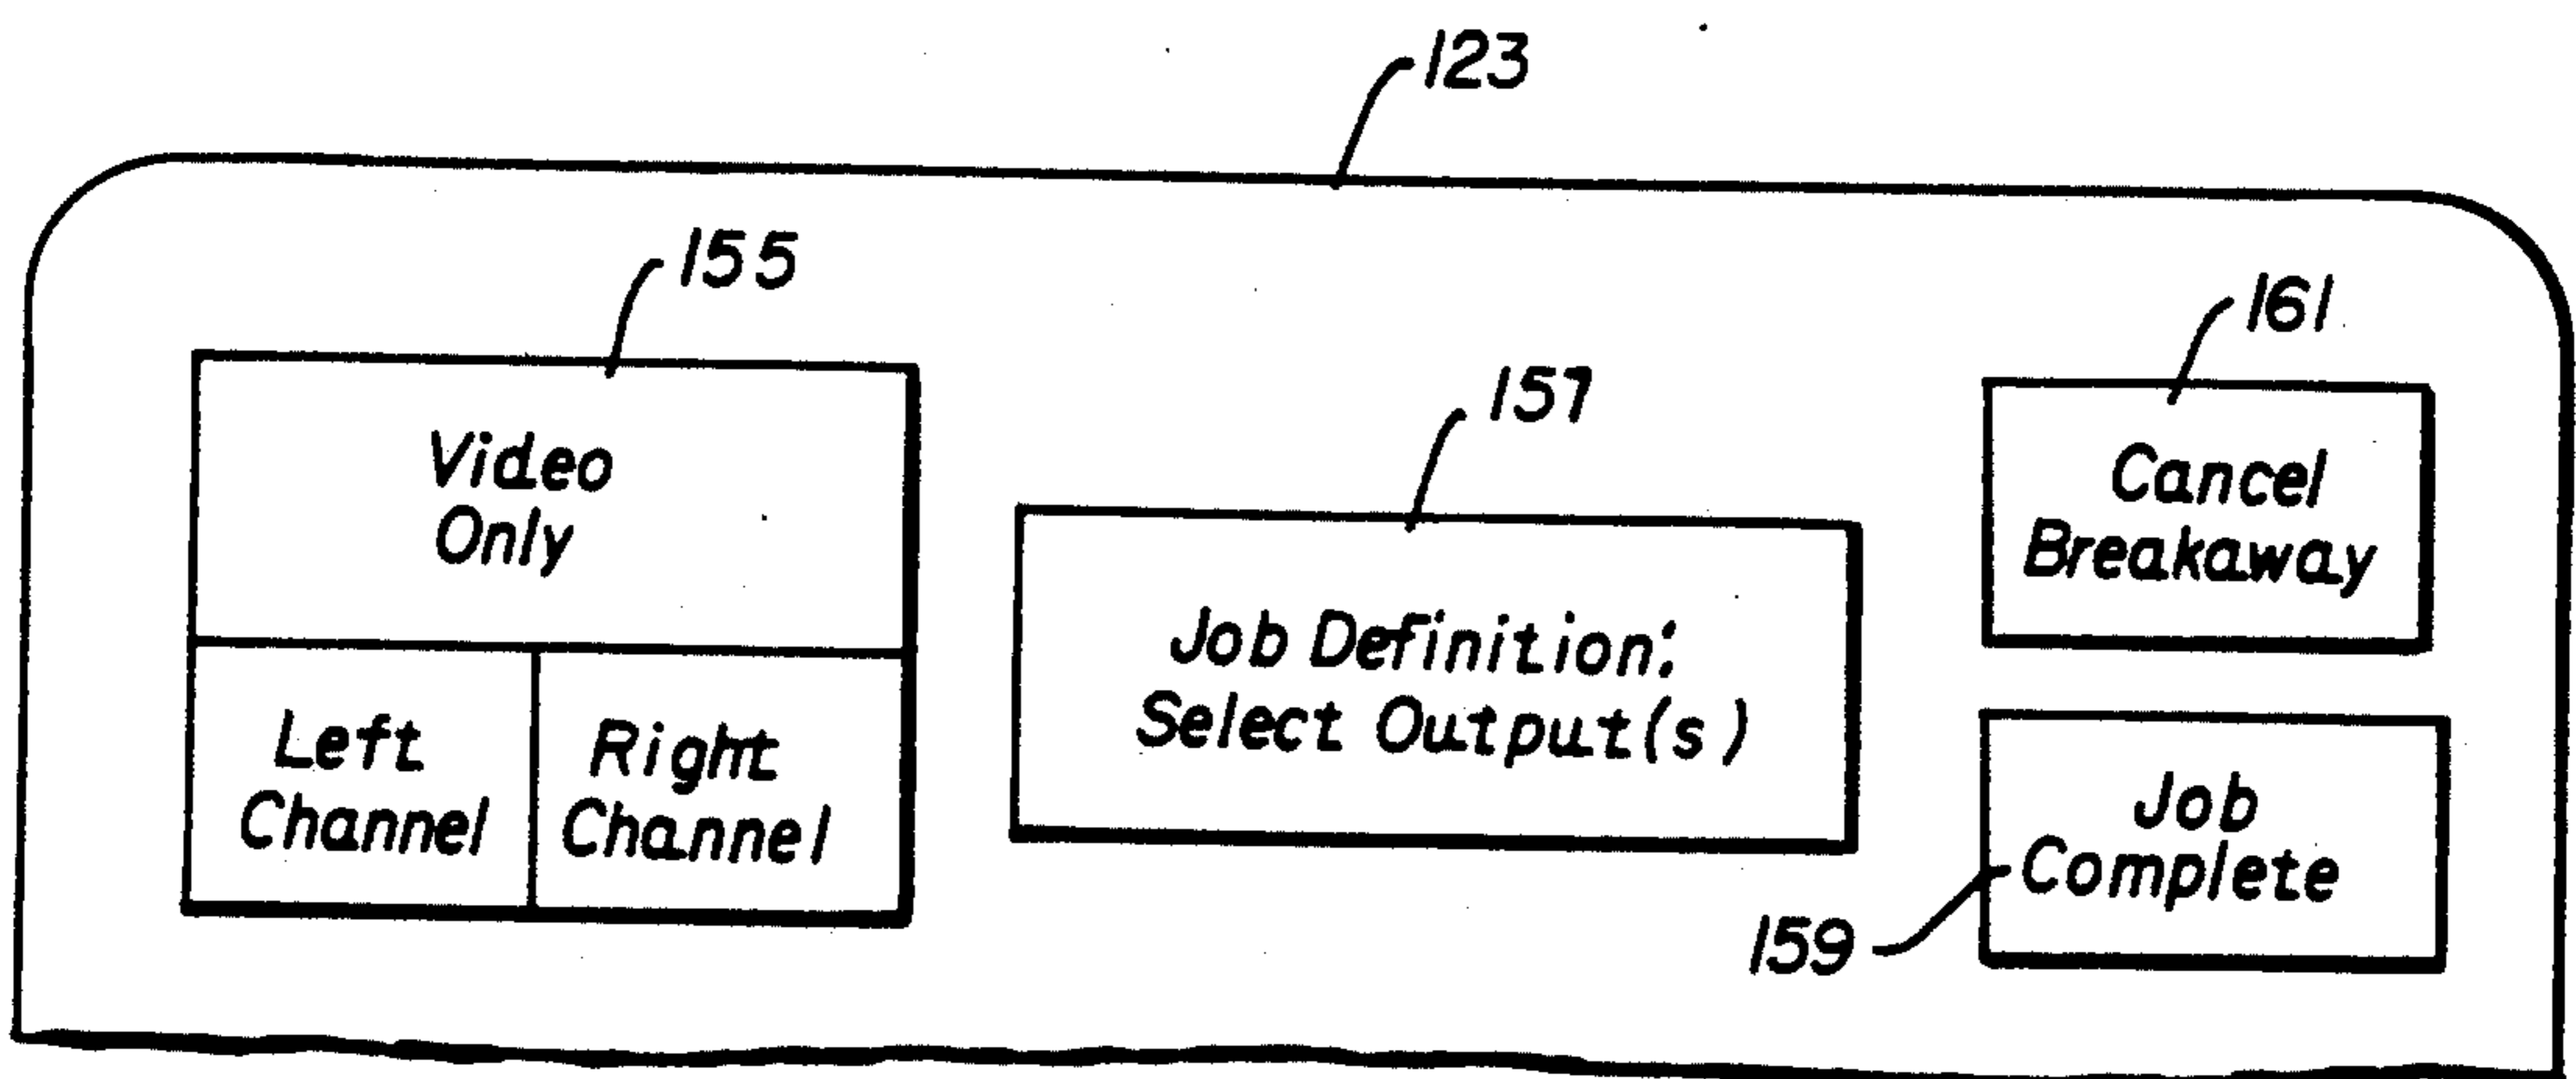 123
155
161
157
Video
Only
Cancel
Breakaway
Job Definition:
Select Output(s)
Left
Channel
Right
Channel
Job
Complete
159